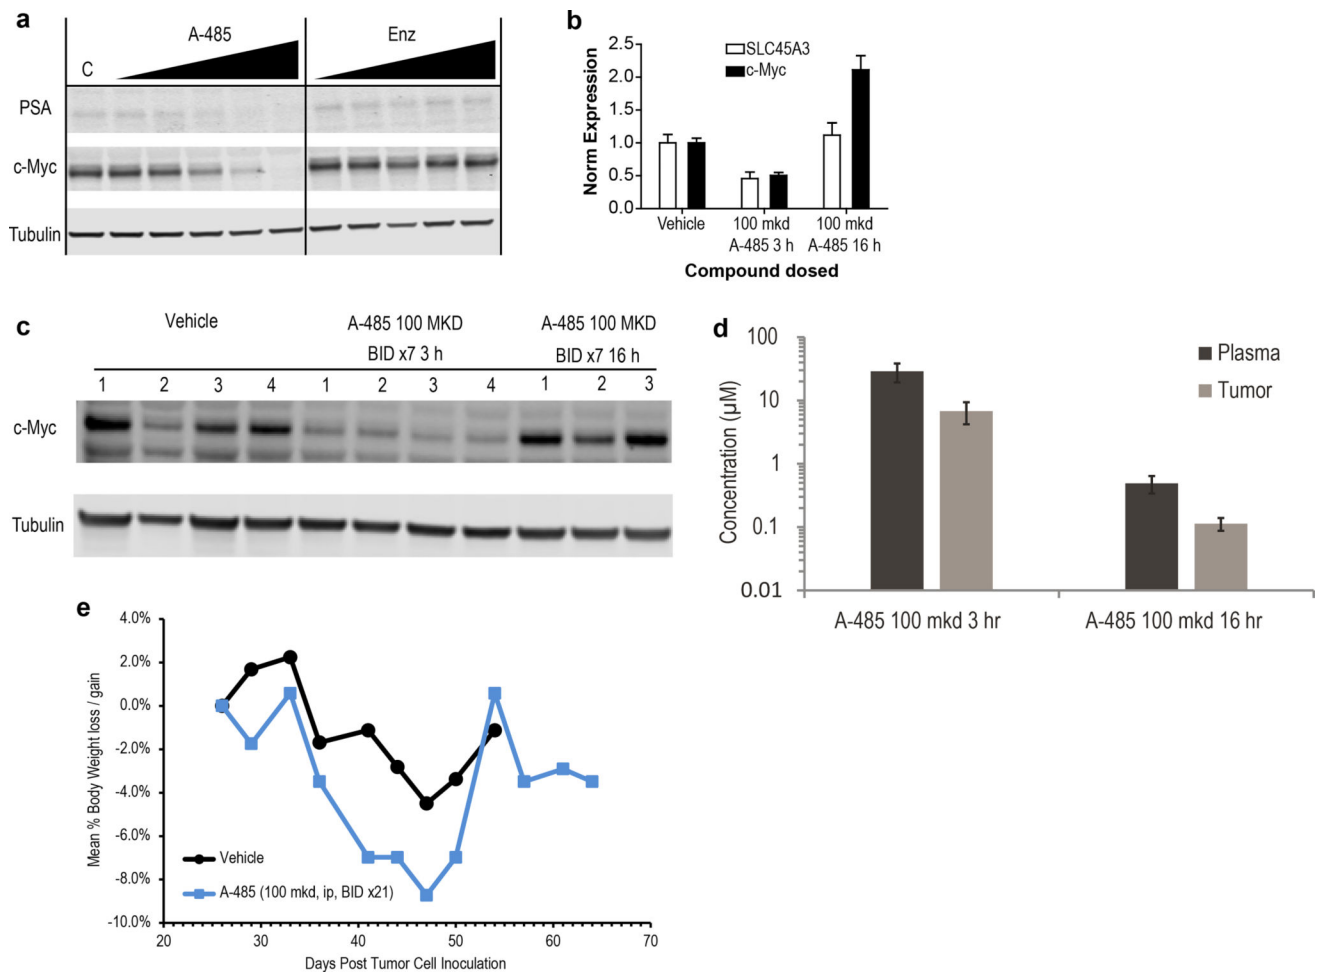 a
A-485
Enz
C
PSA
c-Myc
Tubulin
b
Norm Expression
2.5
2.0
1.5
1.0
0.5
0.0
SLC45A3
c-Myc
Vehicle
100 mkd
A-485 3 h
100 mkd
A-485 16 h
Compound dosed
c
Vehicle
A-485 100 MKD
BID x7 3 h
A-485 100 MKD
BID x7 16 h
1 2 3 4 1 2 3 4 1 2 3
c-Myc
Tubulin
d
Concentration (µM)
100
10
1
0.1
0.01
Plasma
Tumor
A-485 100 mkd 3 hr
A-485 100 mkd 16 hr
e
Mean % Body Weight loss / gain
4.0%
2.0%
0.0%
-2.0%
-4.0%
-6.0%
-8.0%
-10.0%
Vehicle
A-485 (100 mkd, ip, BID x21)
20 30 40 50 60 70
Days Post Tumor Cell Inoculation